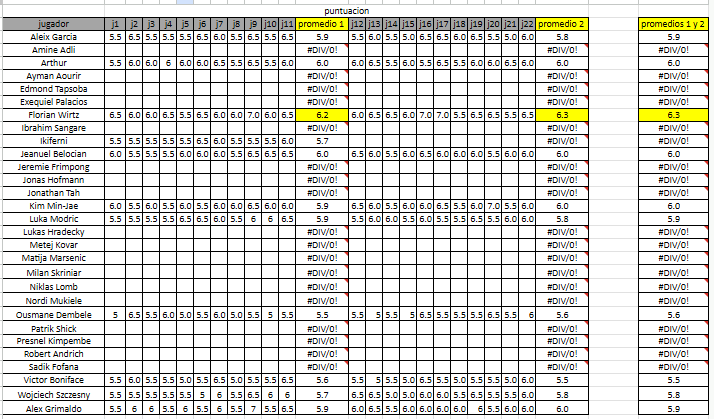 puntuacion
jugador j1 j2 j3 j4 j5 j6 j7 j8 j9 j10 j11 promedio 1 j12 j13 j14 j15 j16 j17 j18 j19 j20 j21 j22 promedio 2 promedios 1 y 2
Aleix Garcia 5.5 6.5 5.5 5.5 6.5 6.5 6.0 5.5 6.5 5.5 6.5 5.9 5.5 6.0 5.5 5.0 6.5 6.5 6.5 5.5 5.5 5.0 6.0 5.8 5.9
Amine Adli #DIV/0! #DIV/0! #DIV/0!
Arthur 5.5 6.0 6.0 6 6.0 6.0 6.5 5.5 6.5 5.5 6.0 6.0 6.0 6.5 5.5 5.5 6.0 5.5 6.5 6.0 5.5 6.5 5.5 6.0 6.0
Ayman Aourir #DIV/0! #DIV/0! #DIV/0!
Edmond Tapsoba #DIV/0! #DIV/0! #DIV/0!
Exequiel Palacios #DIV/0! #DIV/0! #DIV/0!
Florian Wirtz 6.5 6.0 6.0 6.5 5.5 6.5 6.0 6.0 7.0 6.0 6.5 6.2 6.0 6.5 6.5 6.0 7.0 7.0 5.5 6.5 6.5 5.5 6.5 6.3 6.3
Ibrahim Sangare #DIV/0! #DIV/0! #DIV/0!
Ikiferni 5.5 5.5 5.5 5.5 5.5 6.5 6.0 5.5 5.5 5.5 6.0 5.7 #DIV/0!
Jeanuel Belocian 6.0 5.5 5.5 5.5 6.0 6.0 6.5 5.5 6.5 6.5 6.5 6.0 6.5 6.0 5.5 6.0 6.5 6.0 6.0 6.0 5.5 6.0 6.0 6.0 6.0
Jeremie Frimpong #DIV/0! #DIV/0! #DIV/0!
Jonas Hofmann #DIV/0! #DIV/0! #DIV/0!
Jonathan Tah #DIV/0! #DIV/0! #DIV/0!
Kim Min-Jae 6.0 5.5 6.0 5.5 6.0 5.5 6.0 6.0 6.5 6.0 6.0 5.9 6.5 6.0 5.5 6.0 6.0 6.5 5.5 6.0 7.0 5.5 6.0 6.0 6.0
Luka Modric 5.5 5.5 5.5 5.5 6.5 6.5 6.0 5.5 6 6 6.5 5.9 5.5 6.0 6.0 5.5 5.5 6.0 5.5 6.5 5.5 6.0 6.0 5.8 5.9
Lukas Hradecky #DIV/0! #DIV/0! #DIV/0!
Metej Kovar #DIV/0! #DIV/0! #DIV/0!
Matija Marsenic #DIV/0! #DIV/0! #DIV/0!
Milan Skriniar #DIV/0! #DIV/0! #DIV/0!
Niklas Lomb #DIV/0! #DIV/0! #DIV/0!
Nordi Mukiele #DIV/0! #DIV/0! #DIV/0!
Ousmane Dembele 5 6.5 5.5 6.0 5.0 5.5 6.0 5.0 5.5 5 5.5 5.5 5.5 5 5.5 5 6.5 5.5 5.5 6.5 6.5 5.5 6 5.6 5.6
Patrik Shick #DIV/0! #DIV/0! #DIV/0!
Presnel Kimpembe #DIV/0! #DIV/0! #DIV/0!
Robert Andrich #DIV/0! #DIV/0! #DIV/0!
Sadik Fofana #DIV/0! #DIV/0! #DIV/0!
Victor Boniface 5.5 6.0 5.5 5.5 5.0 5.5 6.5 5.0 5.5 5.5 6.5 5.6 5.5 5 5.5 5.0 6.5 5.5 5.0 5.5 5.5 5.0 6.0 5.5 5.5
Wojciech Szczesny 5.5 5.5 5.5 5.5 5.5 5 6 5.5 6.5 6 6 5.7 6.5 6.5 5.0 5.0 6.0 6.0 5.5 5.5 5.5 6.0 6.0 5.8 5.8
Alex Grimaldo 5.5 6 6 5.5 6 5.5 6 5.5 7 5.5 6.5 5.9 6.0 6.5 5.5 6.0 6.0 6.0 6.0 6 5.5 5.5 6.5 6.0 5.9